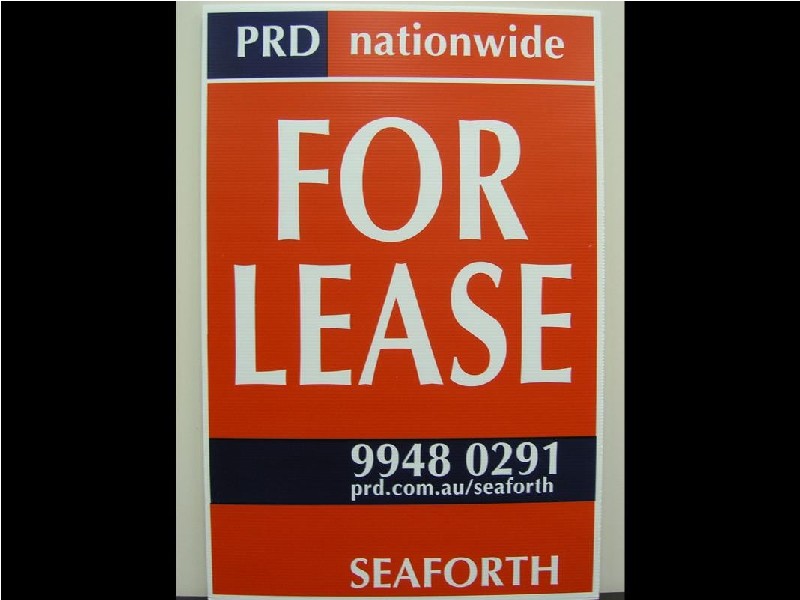 PRD nationwide
FOR
LEASE
9948 0291
prd.com.au/seaforth
SEAFORTH